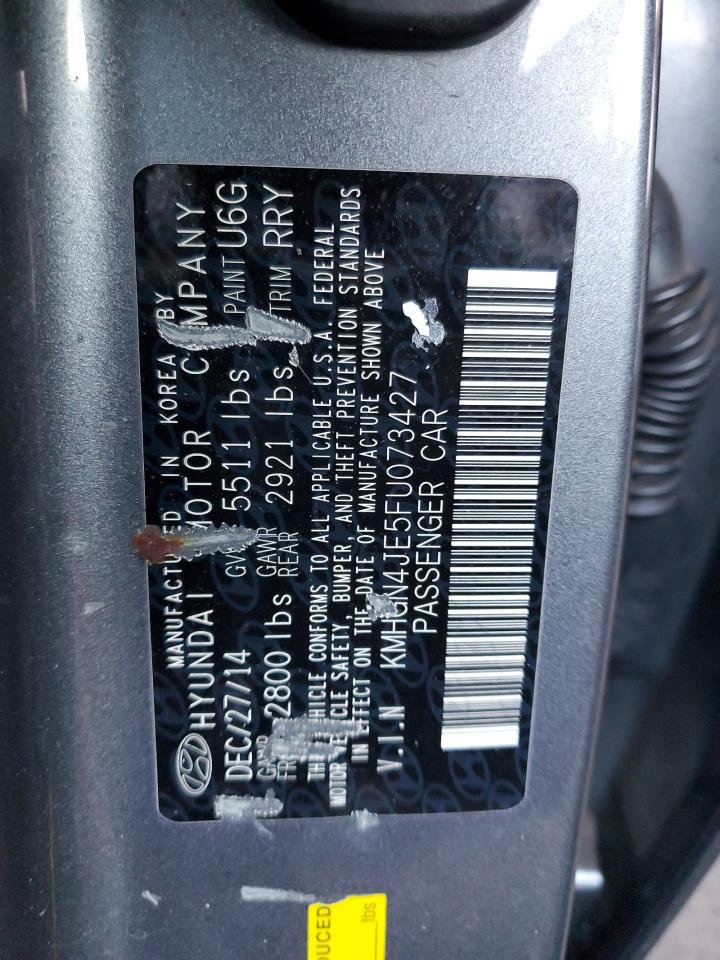 MANUFACTURED IN KOREA BY
HYUNDAI MOTOR COMPANY
DEC/27/14 5511 lbs PAINT U6G
2800 lbs GAWR REAR 2921 lbs TRIM RRY
VEHICLE CONFORMS TO ALL APPLICABLE U.S.A. FEDERAL
MOTOR VEHICLE SAFETY, BUMPER, AND THEFT PREVENTION STANDARDS
IN EFFECT ON THE DATE OF MANUFACTURE SHOWN ABOVE
V.I.N KMHGN4JE5FU073427
PASSENGER CAR
DUCED
lbs